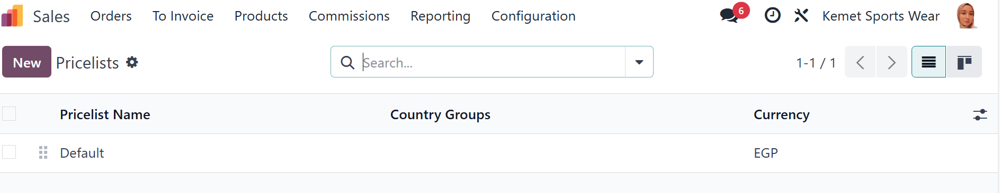 Sales Orders To Invoice Products Commissions Reporting Configuration 6 Kemet Sports Wear
New Pricelists Search... 1-1 / 1
Pricelist Name Country Groups Currency
Default EGP